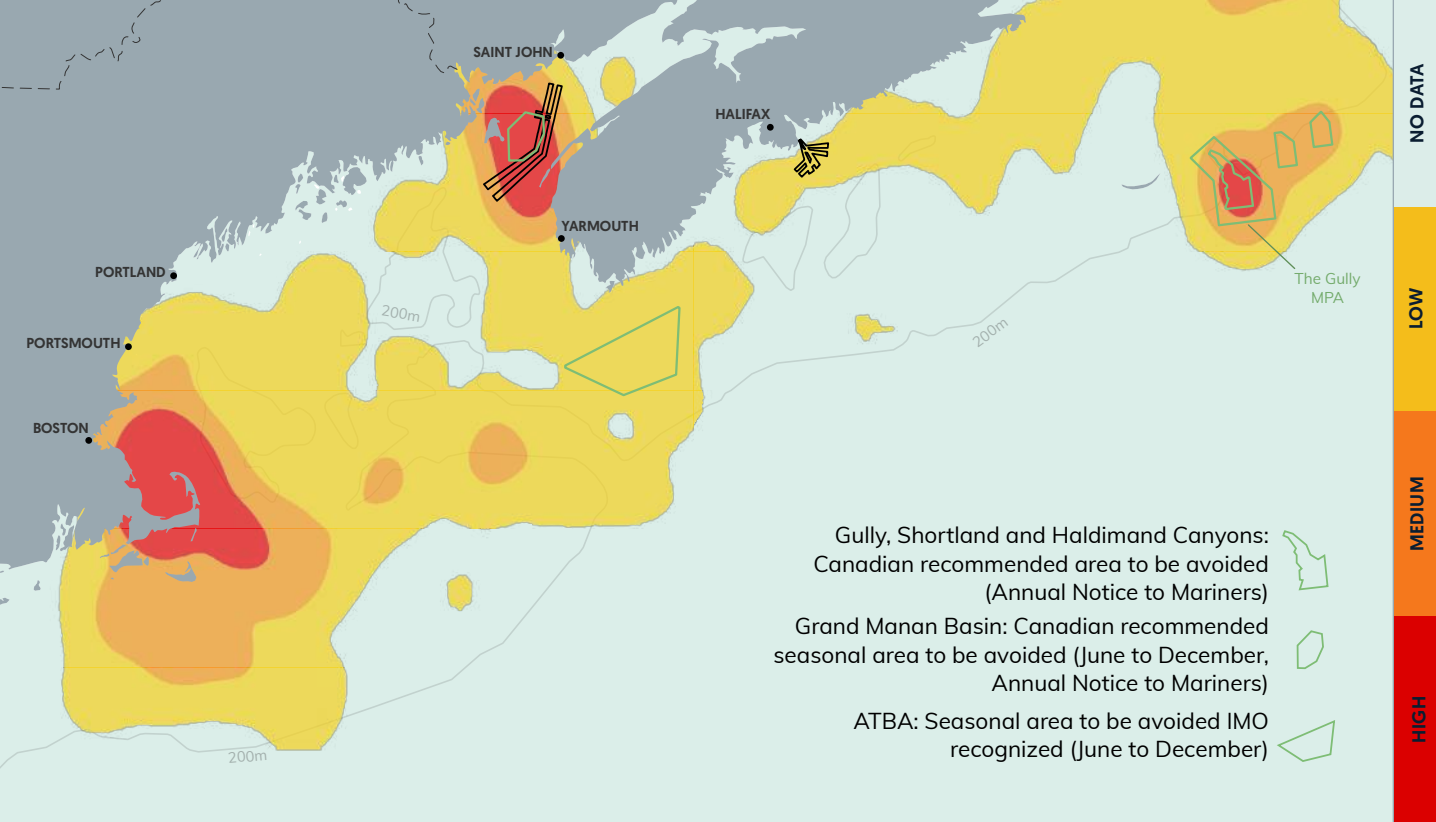 SAINT JOHN
HALIFAX
YARMOUTH
PORTLAND
The Gully
MPA
200m
200m
PORTSMOUTH
BOSTON
Gully, Shortland and Haldimand Canyons:
Canadian recommended area to be avoided
(Annual Notice to Mariners)
Grand Manan Basin: Canadian recommended
seasonal area to be avoided (June to December,
Annual Notice to Mariners)
ATBA: Seasonal area to be avoided IMO
recognized (June to December)
200m
NO DATA
LOW
MEDIUM
HIGH